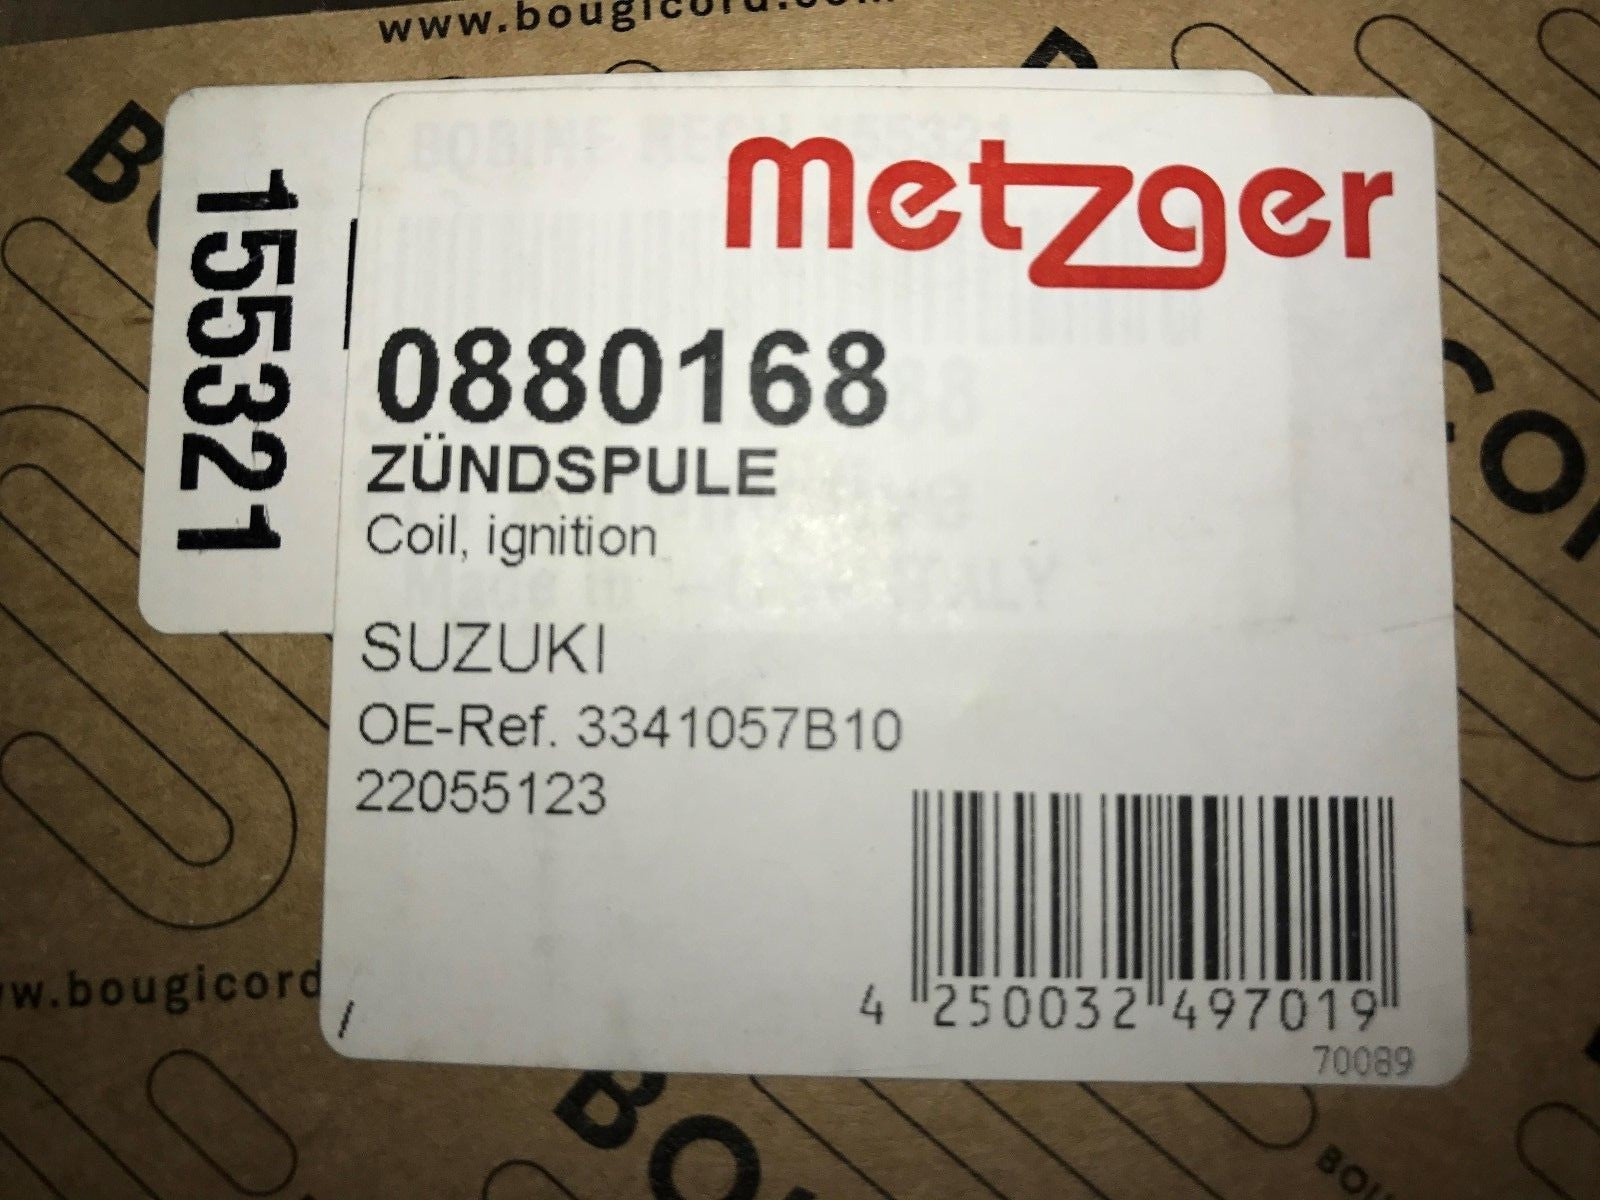 www.bougicord.com
155321
metzger
0880168
ZÜNDSPULE
Coil, ignition
SUZUKI
OE-Ref. 3341057B10
22055123
4 250032 497019
70089
www.bougicord